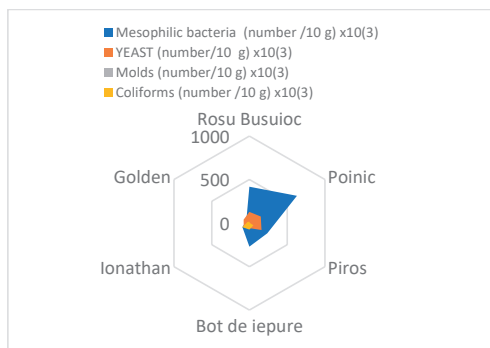 Mesophilic bacteria (number /10 g) x10(3)
YEAST (number/10 g) x10(3)
Molds (number/10 g) x10(3)
Coliforms (number /10 g) x10(3)
Rosu Busuioc
1000
Golden
500
Poinic
0
Ionathan
Piros
Bot de iepure